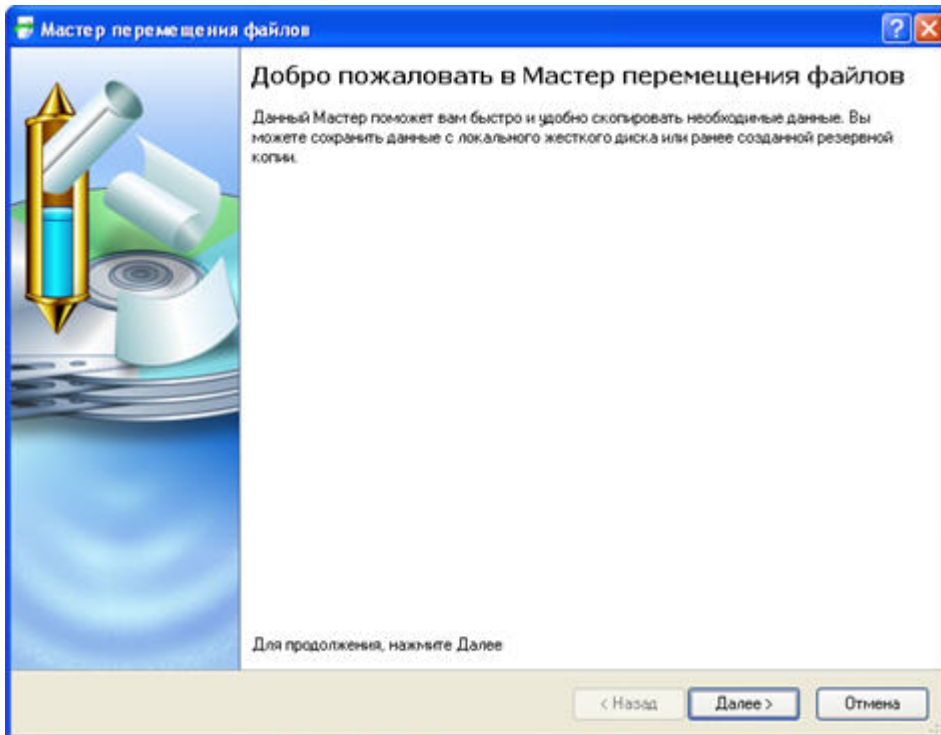 Мастер перемещения файлов
Добро пожаловать в Мастер перемещения файлов
Данный Мастер поможет вам быстро и удобно скопировать необходимые данные. Вы
можете сохранить данные с локального жесткого диска или ранее созданной резервной
копии.
Для продолжения, нажмите Далее
< Назад Далее > Отмена